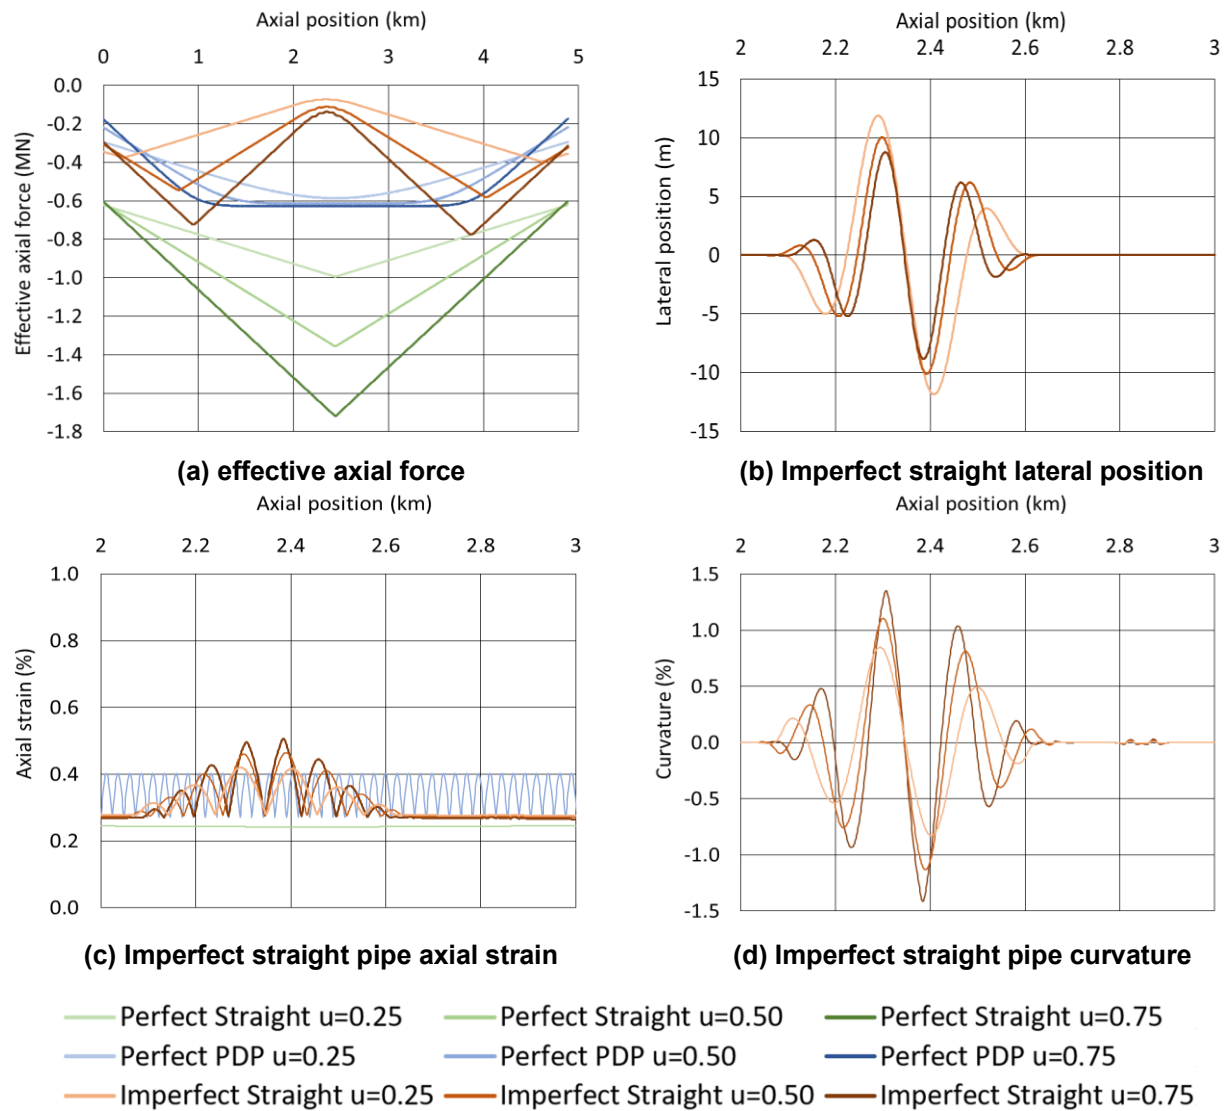 Axial position (km)
0 1 2 3 4 5
0.0
-0.2
-0.4
-0.6
-0.8
-1.0
-1.2
-1.4
-1.6
-1.8
Effective axial force (MN)
(a) effective axial force
Axial position (km)
2 2.2 2.4 2.6 2.8 3
15
10
5
0
-5
-10
-15
Lateral position (m)
(b) Imperfect straight lateral position
Axial position (km)
2 2.2 2.4 2.6 2.8 3
1.0
0.8
0.6
0.4
0.2
0.0
Axial strain (%)
(c) Imperfect straight pipe axial strain
Axial position (km)
2 2.2 2.4 2.6 2.8 3
1.5
1.0
0.5
0.0
-0.5
-1.0
-1.5
Curvature (%)
(d) Imperfect straight pipe curvature
Perfect Straight u=0.25 Perfect Straight u=0.50 Perfect Straight u=0.75
Perfect PDP u=0.25 Perfect PDP u=0.50 Perfect PDP u=0.75
Imperfect Straight u=0.25 Imperfect Straight u=0.50 Imperfect Straight u=0.75